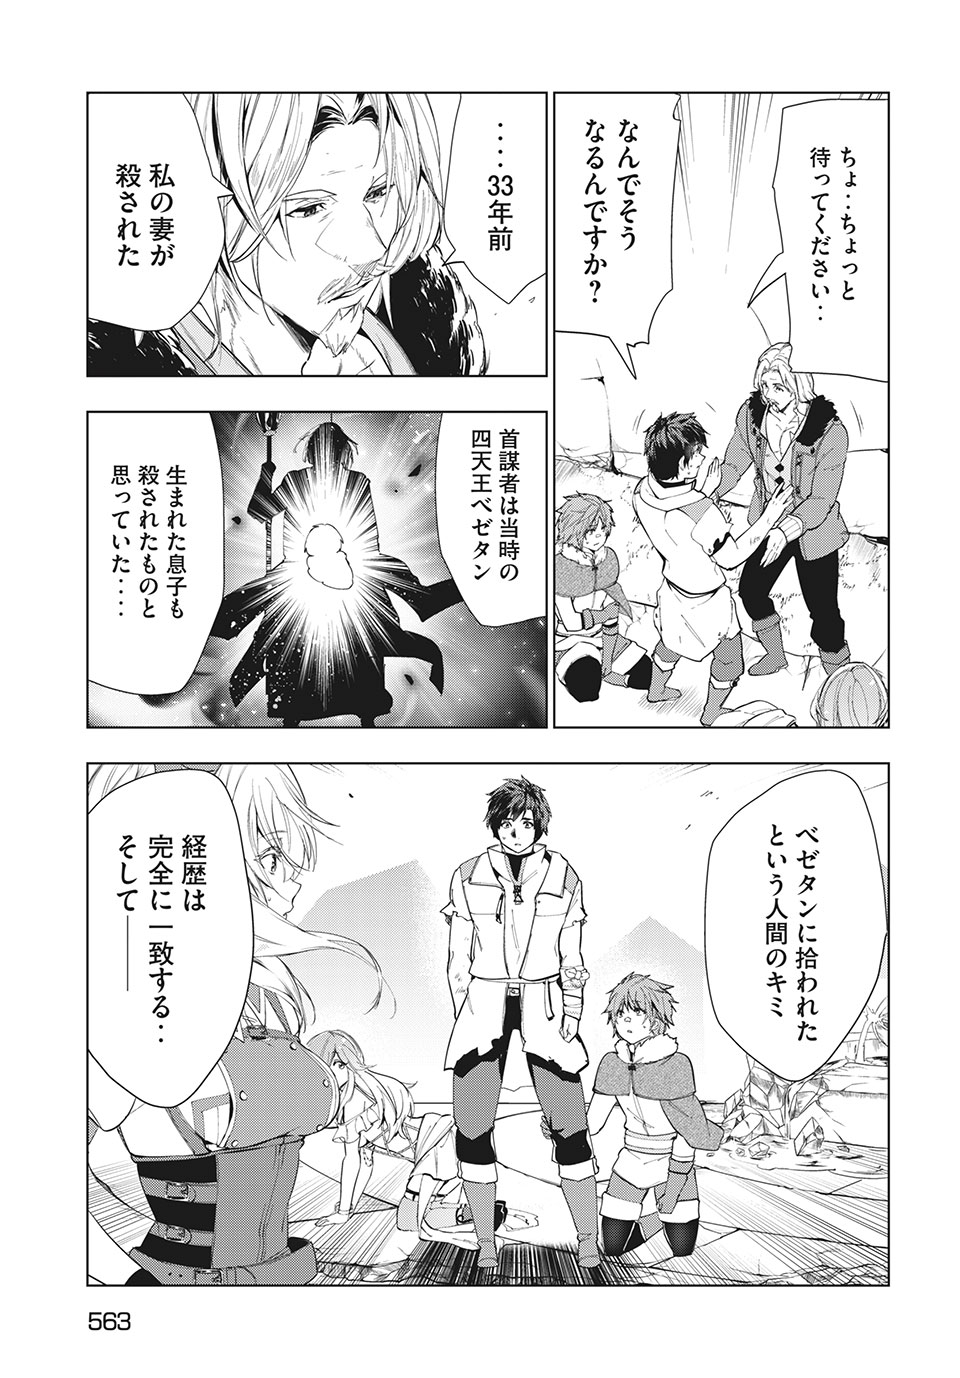 ちょ‥ちょっと
待ってください‥
なんでそう
なるんですか？
‥‥33年前
私の妻が
殺された
首謀者は当時の
四天王ベゼタン
生まれた息子も
殺されたものと
思っていた‥‥
ベゼタンに拾われた
という人間のキミ
経歴は
完全に一致する‥
そして――
563